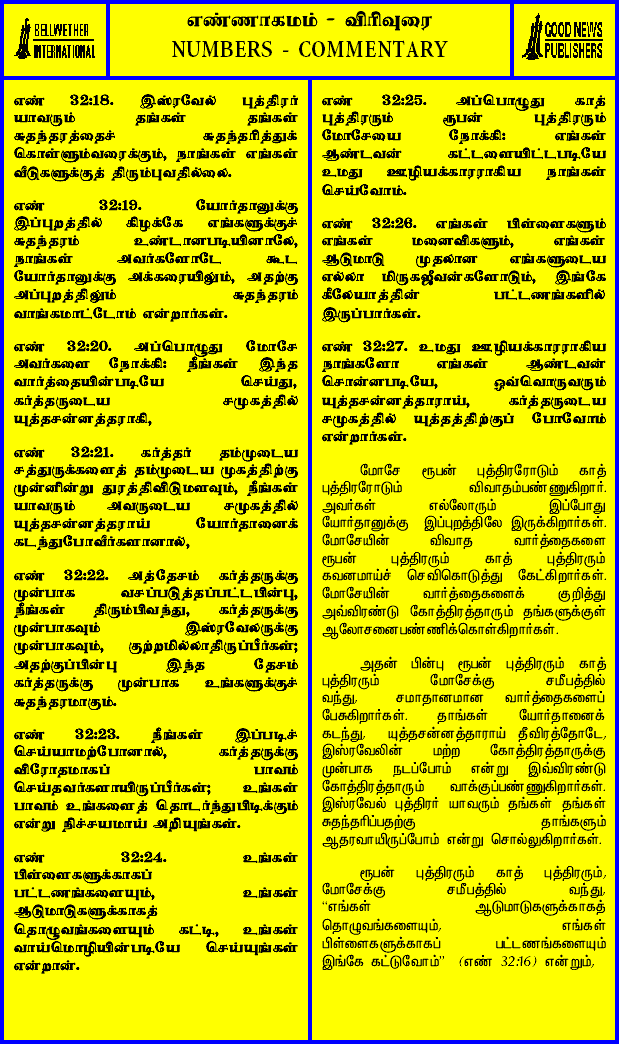 BELLWETHER
INTERNATIONAL
எண்ணாகமம் - விரிவுரை
NUMBERS - COMMENTARY
GOOD NEWS
PUBLISHERS
எண் 32:18. இஸ்ரவேல் புத்திரர்
யாவரும் தங்கள் தங்கள்
சுதந்தரத்தைச் சுதந்தரித்துக்
கொள்ளும்வரைக்கும், நாங்கள் எங்கள்
வீடுகளுக்குத் திரும்புவதில்லை.
எண் 32:19. யோர்தானுக்கு
இப்புறத்தில் கிழக்கே எங்களுக்குச்
சுதந்தரம் உண்டானபடியினாலே,
நாங்கள் அவர்களோடே கூட
யோர்தானுக்கு அக்கரையிலும், அதற்கு
அப்புறத்திலும் சுதந்தரம்
வாங்கமாட்டோம் என்றார்கள்.
எண் 32:20. அப்பொழுது மோசே
அவர்களை நோக்கி: நீங்கள் இந்த
வார்த்தையின்படியே செய்து,
கர்த்தருடைய சமுகத்தில்
யுத்தசன்னத்தராகி,
எண் 32:21. கர்த்தர் தம்முடைய
சத்துருக்களைத் தம்முடைய முகத்திற்கு
முன்னின்று துரத்திவிடுமளவும், நீங்கள்
யாவரும் அவருடைய சமுகத்தில்
யுத்தசன்னத்தராய் யோர்தானைக்
கடந்துபோவீர்களானால்,
எண் 32:22. அத்தேசம் கர்த்தருக்கு
முன்பாக வசப்படுத்தப்பட்டபின்பு,
நீங்கள் திரும்பிவந்து, கர்த்தருக்கு
முன்பாகவும் இஸ்ரவேலருக்கு
முன்பாகவும், குற்றமில்லாதிருப்பீர்கள்;
அதற்குப்பின்பு இந்த தேசம்
கர்த்தருக்கு முன்பாக உங்களுக்குச்
சுதந்தரமாகும்.
எண் 32:23. நீங்கள் இப்படிச்
செய்யாமற்போனால், கர்த்தருக்கு
விரோதமாகப் பாவம்
செய்தவர்களாயிருப்பீர்கள்; உங்கள்
பாவம் உங்களைத் தொடர்ந்துபிடிக்கும்
என்று நிச்சயமாய் அறியுங்கள்.
எண் 32:24. உங்கள்
பிள்ளைகளுக்காகப்
பட்டணங்களையும், உங்கள்
ஆடுமாடுகளுக்காகத்
தொழுவங்களையும் கட்டி, உங்கள்
வாய்மொழியின்படியே செய்யுங்கள்
என்றான்.
எண் 32:25. அப்பொழுது காத்
புத்திரரும் ரூபன் புத்திரரும்
மோசேயை நோக்கி: எங்கள்
ஆண்டவன் கட்டளையிட்டபடியே
உமது ஊழியக்காரராகிய நாங்கள்
செய்வோம்.
எண் 32:26. எங்கள் பிள்ளைகளும்
எங்கள் மனைவிகளும், எங்கள்
ஆடுமாடு முதலான எங்களுடைய
எல்லா மிருகஜீவன்களோடும், இங்கே
கீலேயாத்தின் பட்டணங்களில்
இருப்பார்கள்.
எண் 32:27. உமது ஊழியக்காரராகிய
நாங்களோ எங்கள் ஆண்டவன்
சொன்னபடியே, ஒவ்வொருவரும்
யுத்தசன்னத்தாராய், கர்த்தருடைய
சமுகத்தில் யுத்தத்திற்குப் போவோம்
என்றார்கள்.
மோசே ரூபன் புத்திரரோடும் காத்
புத்திரரோடும் விவாதம்பண்ணுகிறார்.
அவர்கள் எல்லோரும் இப்போது
யோர்தானுக்கு இப்புறத்திலே இருக்கிறார்கள்.
மோசேயின் விவாத வார்த்தைகளை
ரூபன் புத்திரரும் காத் புத்திரரும்
கவனமாய்ச் செவிகொடுத்து கேட்கிறார்கள்.
மோசேயின் வார்த்தைகளைக் குறித்து
அவ்விரண்டு கோத்திரத்தாரும் தங்களுக்குள்
ஆலோசனைபண்ணிக்கொள்கிறார்கள்.
அதன் பின்பு ரூபன் புத்திரரும் காத்
புத்திரரும் மோசேக்கு சமீபத்தில்
வந்து, சமாதானமான வார்த்தைகளைப்
பேசுகிறார்கள். தாங்கள் யோர்தானைக்
கடந்து, யுத்தசன்னத்தாராய் தீவிரத்தோடே,
இஸ்ரவேலின் மற்ற கோத்திரத்தாருக்கு
முன்பாக நடப்போம் என்று இவ்விரண்டு
கோத்திரத்தாரும் வாக்குப்பண்ணுகிறார்கள்.
இஸ்ரவேல் புத்திரர் யாவரும் தங்கள் தங்கள்
சுதந்தரிப்பதற்கு தாங்களும்
ஆதரவாயிருப்போம் என்று சொல்லுகிறார்கள்.
ரூபன் புத்திரரும் காத் புத்திரரும்,
மோசேக்கு சமீபத்தில் வந்து,
“எங்கள் ஆடுமாடுகளுக்காகத்
தொழுவங்களையும், எங்கள்
பிள்ளைகளுக்காகப் பட்டணங்களையும்
இங்கே கட்டுவோம்” (எண் 32:16) என்றும்,